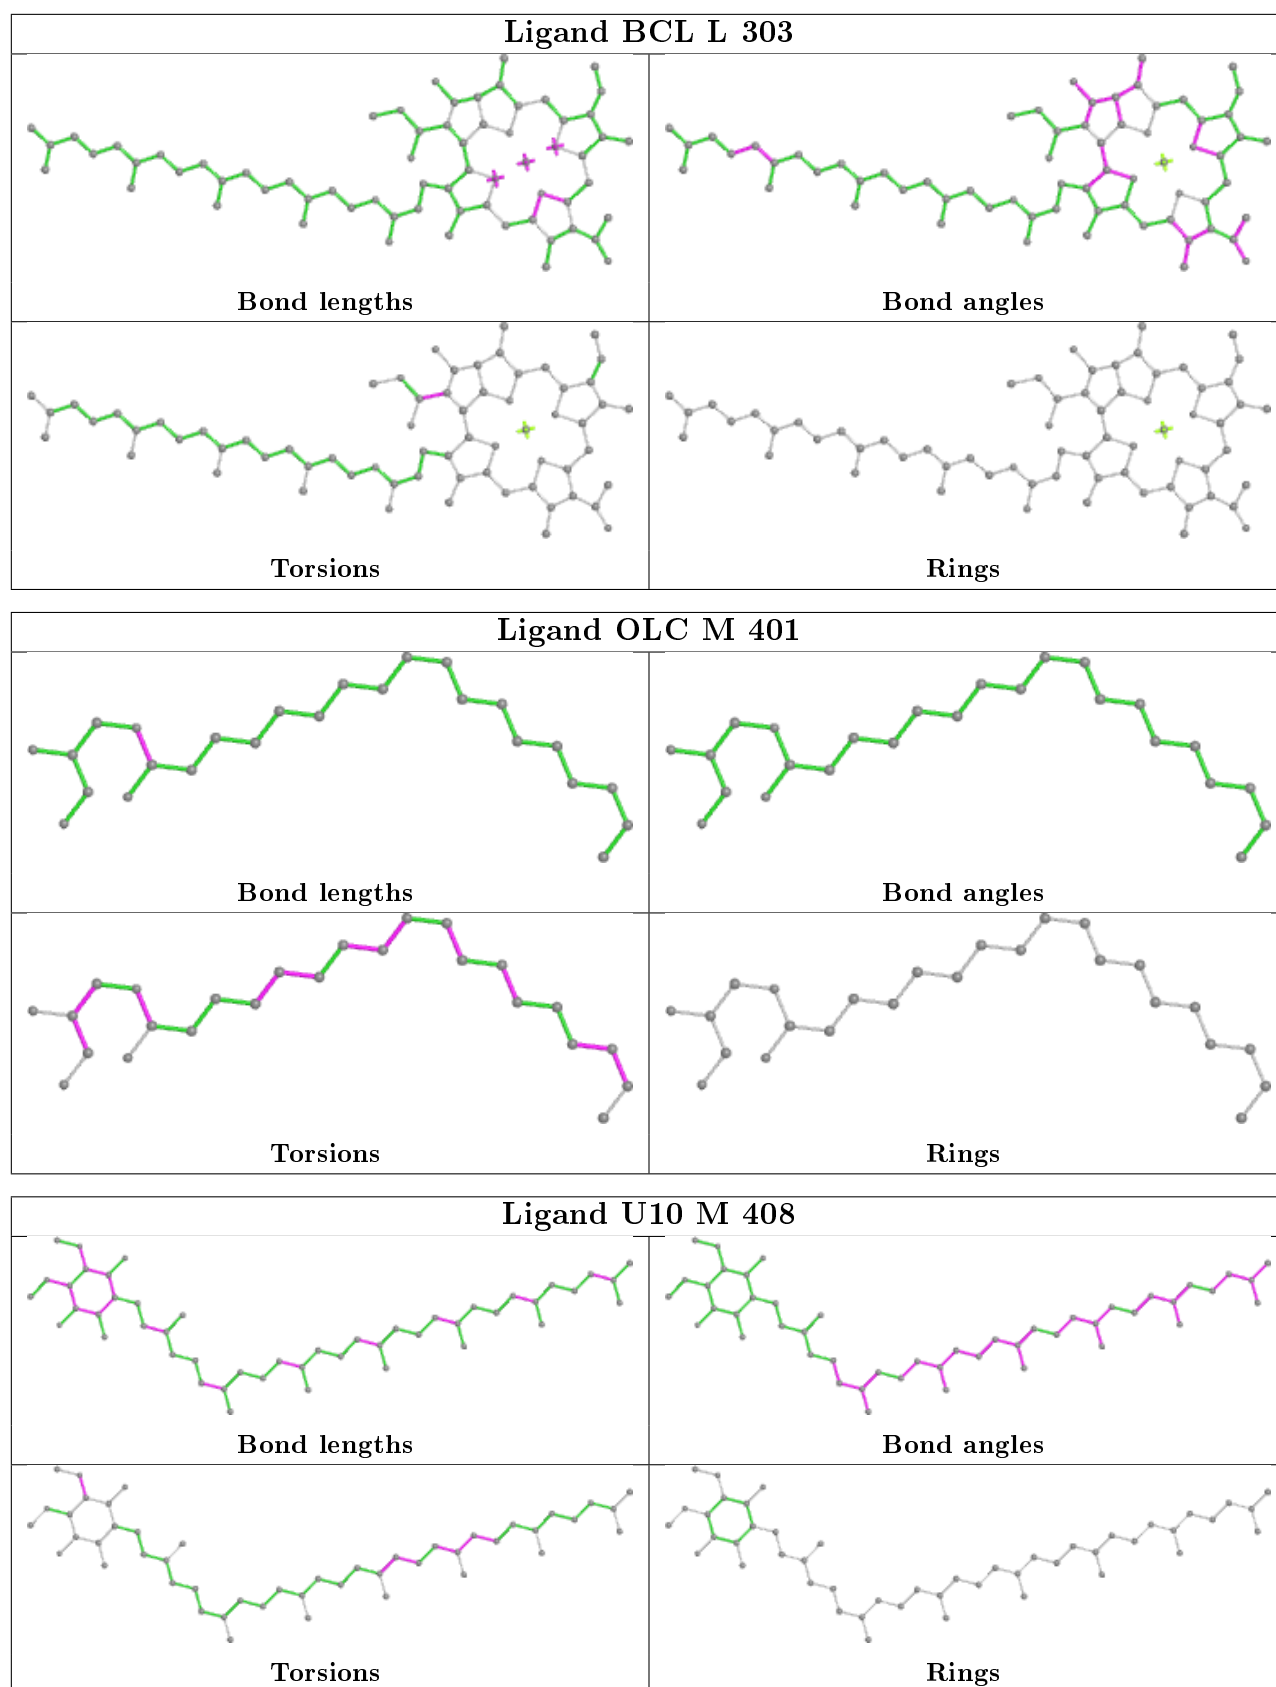 Ligand BCL L 303
Bond lengths
Bond angles
Torsions
Rings
Ligand OLC M 401
Bond lengths
Bond angles
Torsions
Rings
Ligand U10 M 408
Bond lengths
Bond angles
Torsions
Rings